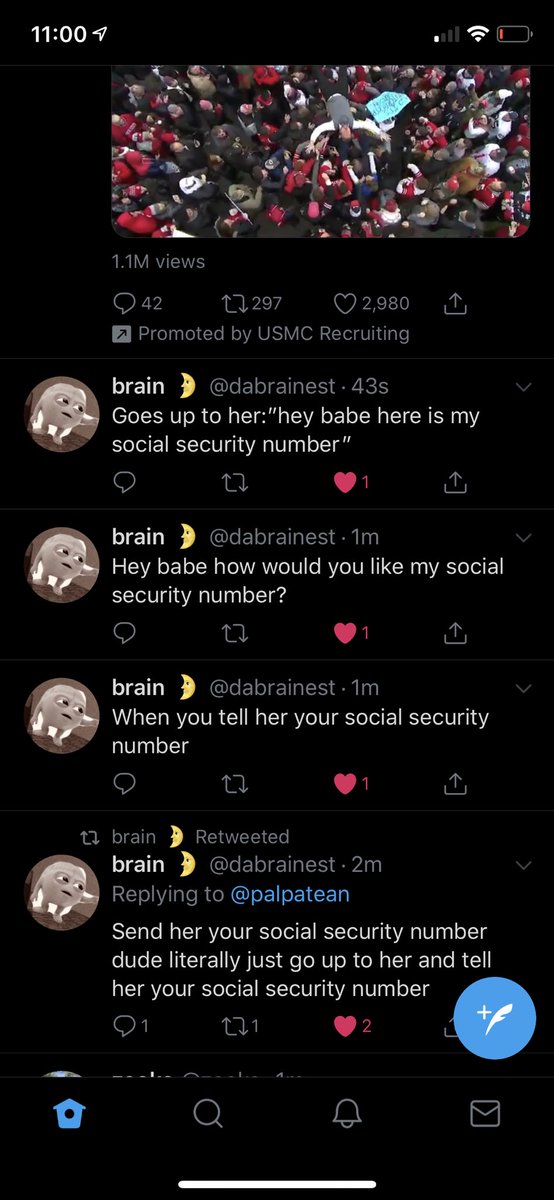 11:00
1.1M views
42 297 2,980
Promoted by USMC Recruiting
brain @dabrainest · 43s
Goes up to her:"hey babe here is my
social security number"
1
brain @dabrainest · 1m
Hey babe how would you like my social
security number?
1
brain @dabrainest · 1m
When you tell her your social security
number
1
brain Retweeted
brain @dabrainest · 2m
Replying to @palpatean
Send her your social security number
dude literally just go up to her and tell
her your social security number
1 1 2